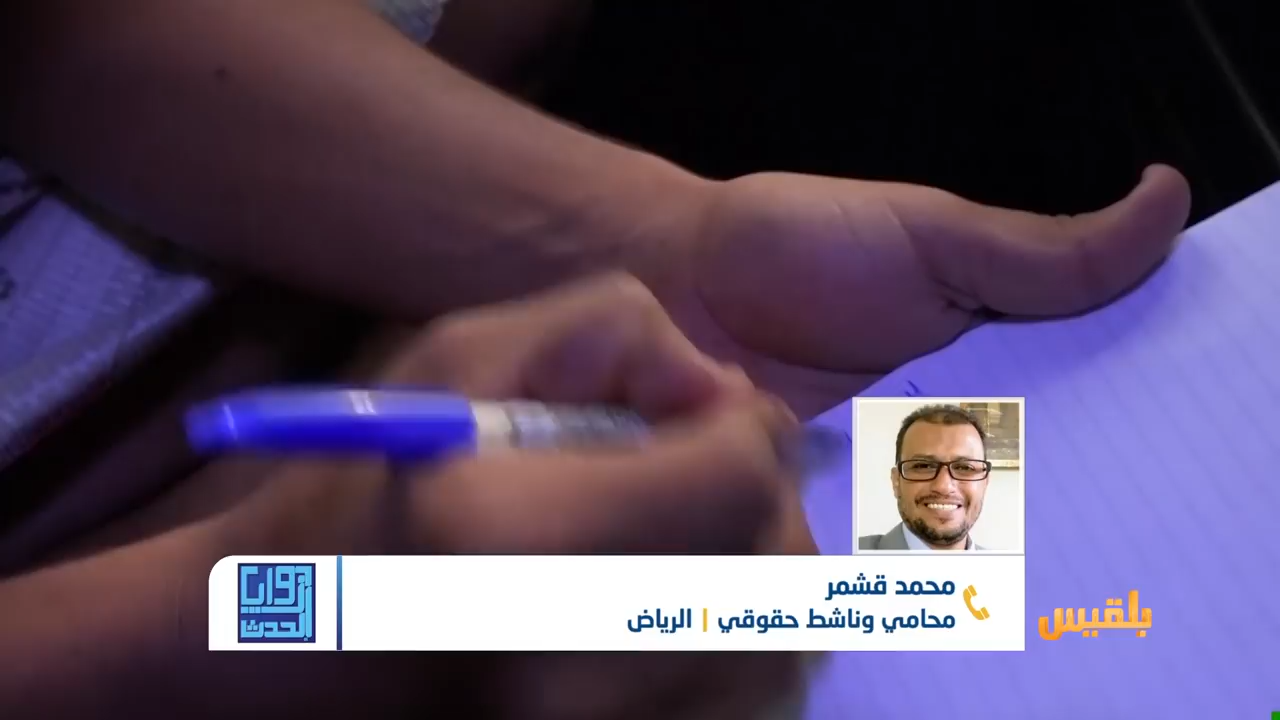 محمد قشمر
محامي وناشط حقوقي | الرياض
بلقيس
زوايا الحدث